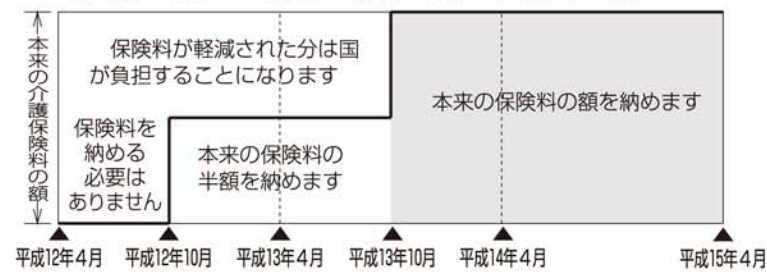 本来の介護保険料の額
保険料が軽減された分は国
が負担することになります
保険料を
納める
必要は
ありません
本来の保険料の
半額を納めます
本来の保険料の額を納めます
平成12年4月
平成12年10月
平成13年4月
平成13年10月
平成14年4月
平成15年4月